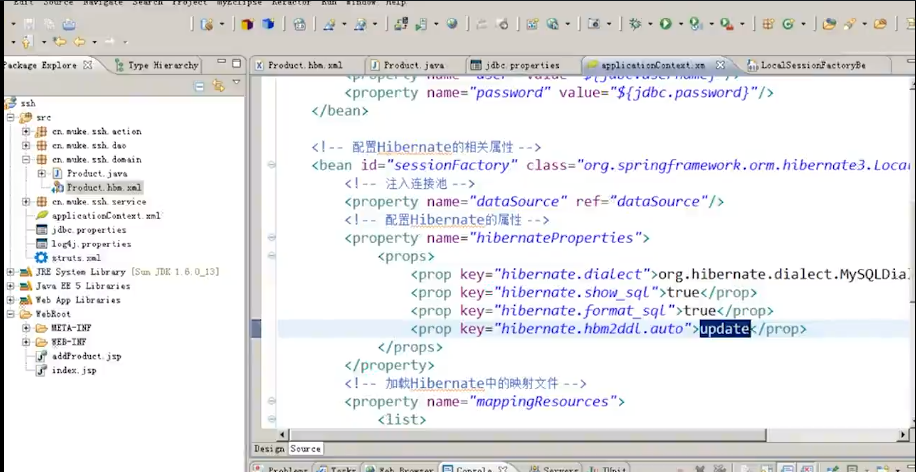 Edit Source Navigate Search Project MyEclipse Refactor Run Window Help
Package Explore
Type Hierarchy
Product.hbm.xml
Product.java
jdbc.properties
applicationContext.xm
LocalSessionFactoryBe
ssh
src
cn.muke.ssh.action
cn.muke.ssh.dao
cn.muke.ssh.domain
Product.java
Product.hbm.xml
cn.muke.ssh.service
applicationContext.xml
jdbc.properties
log4j.properties
struts.xml
JRE System Library [Sun JDK 1.6.0_13]
Java EE 5 Libraries
Web App Libraries
WebRoot
META-INF
WEB-INF
addProduct.jsp
index.jsp
<property name="password" value="${jdbc.password}"/>
</bean>
<!-- 配置Hibernate的相关属性 -->
<bean id="sessionFactory" class="org.springframework.orm.hibernate3.Loca
<!-- 注入连接池 -->
<property name="dataSource" ref="dataSource"/>
<!-- 配置Hibernate的属性 -->
<property name="hibernateProperties">
<props>
<prop key="hibernate.dialect">org.hibernate.dialect.MySQLDial
<prop key="hibernate.show_sql">true</prop>
<prop key="hibernate.format_sql">true</prop>
<prop key="hibernate.hbm2ddl.auto">update</prop>
</props>
</property>
<!-- 加载Hibernate中的映射文件 -->
<property name="mappingResources">
<list>
Design Source
Problems Tasks Web Browser Console Servers JUnit